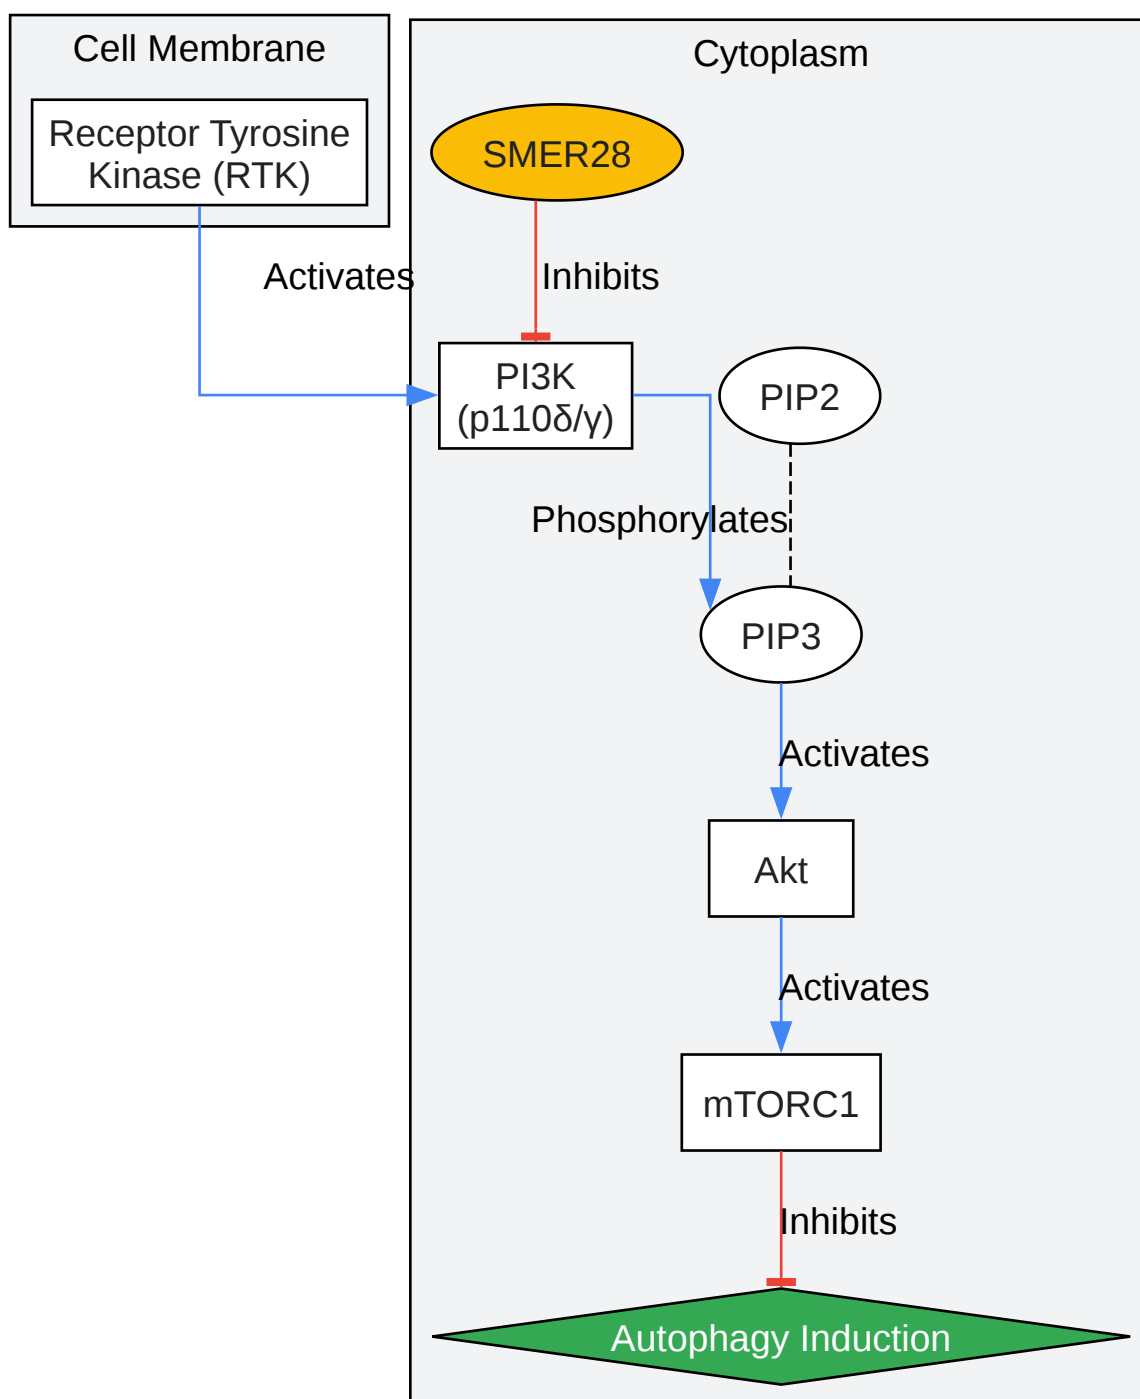 Cell Membrane
Receptor Tyrosine
Kinase (RTK)
Cytoplasm
SMER28
Activates
Inhibits
PI3K
(p110δ/γ)
PIP2
Phosphorylates
PIP3
Activates
Akt
Activates
mTORC1
Inhibits
Autophagy Induction